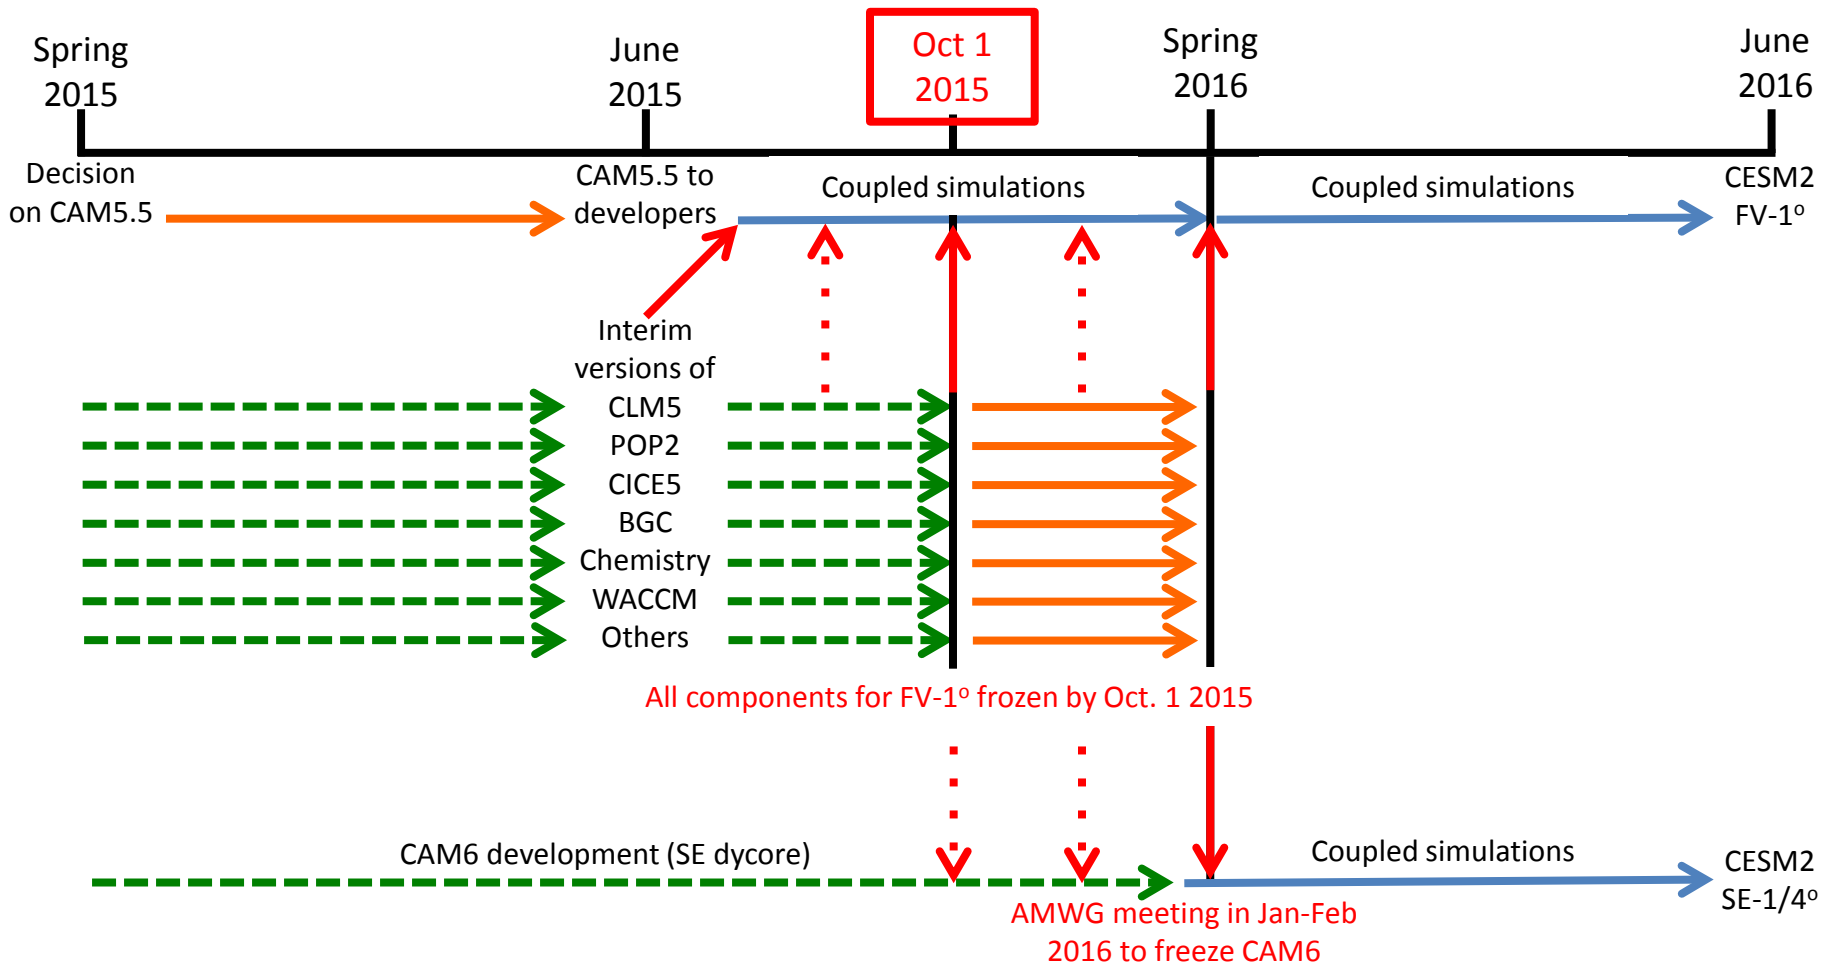 Spring
2015
June
2015
Oct 1
2015
Spring
2016
June
2016
Decision
on CAM5.5
CAM5.5 to
developers
Coupled simulations
Coupled simulations
CESM2
FV-1º
Interim
versions of
CLM5
POP2
CICE5
BGC
Chemistry
WACCM
Others
All components for FV-1º frozen by Oct. 1 2015
CAM6 development (SE dycore)
Coupled simulations
CESM2
SE-1/4º
AMWG meeting in Jan-Feb
2016 to freeze CAM6